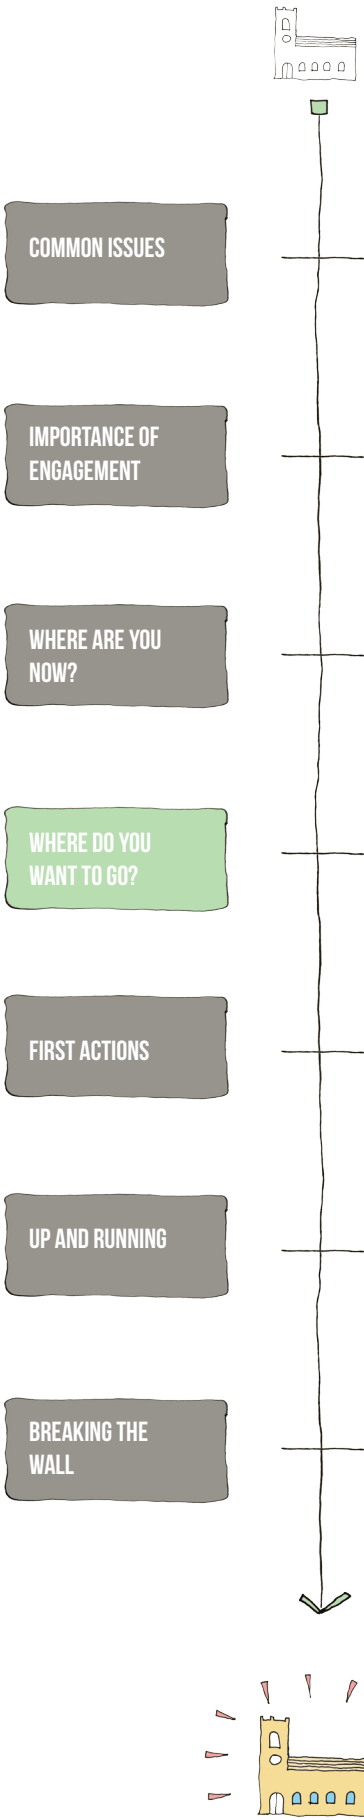 COMMON ISSUES
IMPORTANCE OF
ENGAGEMENT
WHERE ARE YOU
NOW?
WHERE DO YOU
WANT TO GO?
FIRST ACTIONS
UP AND RUNNING
BREAKING THE
WALL